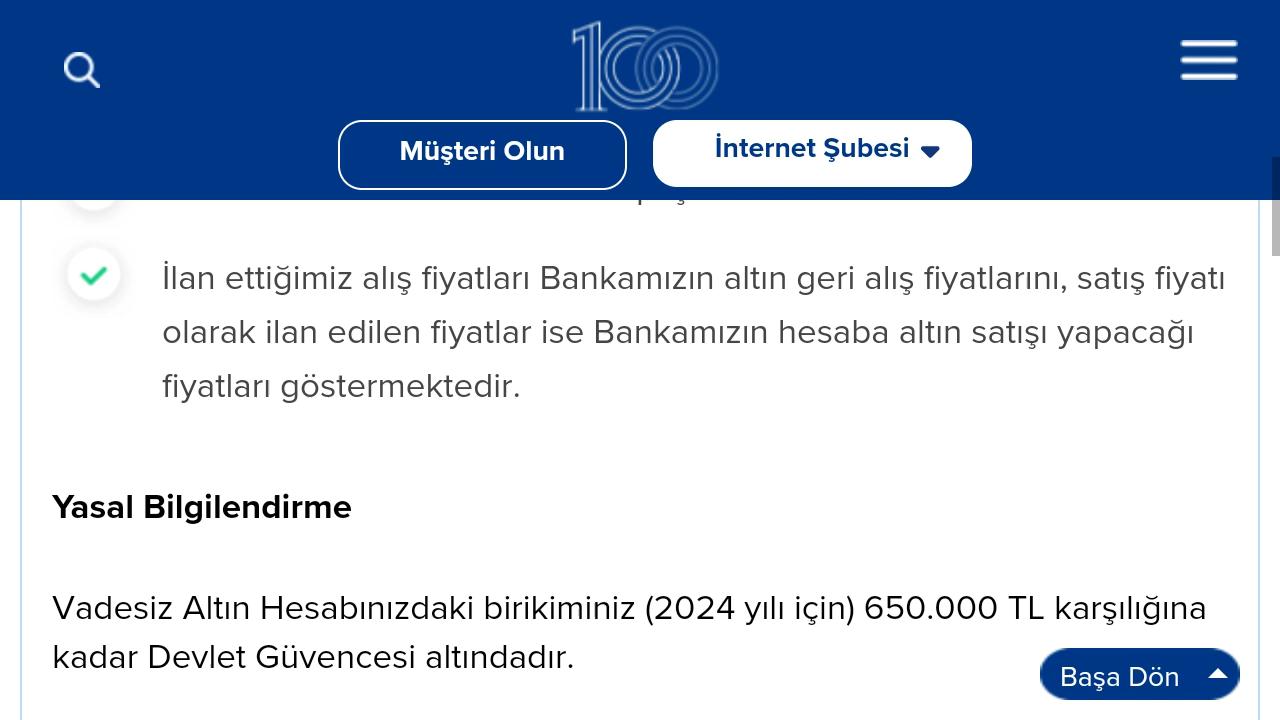 100
Müşteri Olun
İnternet Şubesi
İlan ettiğimiz alış fiyatları Bankamızın altın geri alış fiyatlarını, satış fiyatı
olarak ilan edilen fiyatlar ise Bankamızın hesaba altın satışı yapacağı
fiyatları göstermektedir.
Yasal Bilgilendirme
Vadesiz Altın Hesabınızdaki birikiminiz (2024 yılı için) 650.000 TL karşılığına
kadar Devlet Güvencesi altındadır.
Başa Dön